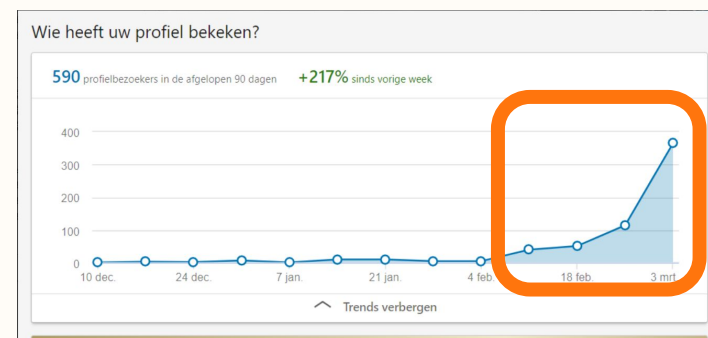 Wie heeft uw profiel bekeken?
590 profielbezoekers in de afgelopen 90 dagen +217% sinds vorige week
400
300
200
100
0
10 dec. 24 dec. 7 jan. 21 jan. 4 feb. 18 feb. 3 mrt.
Trends verbergen